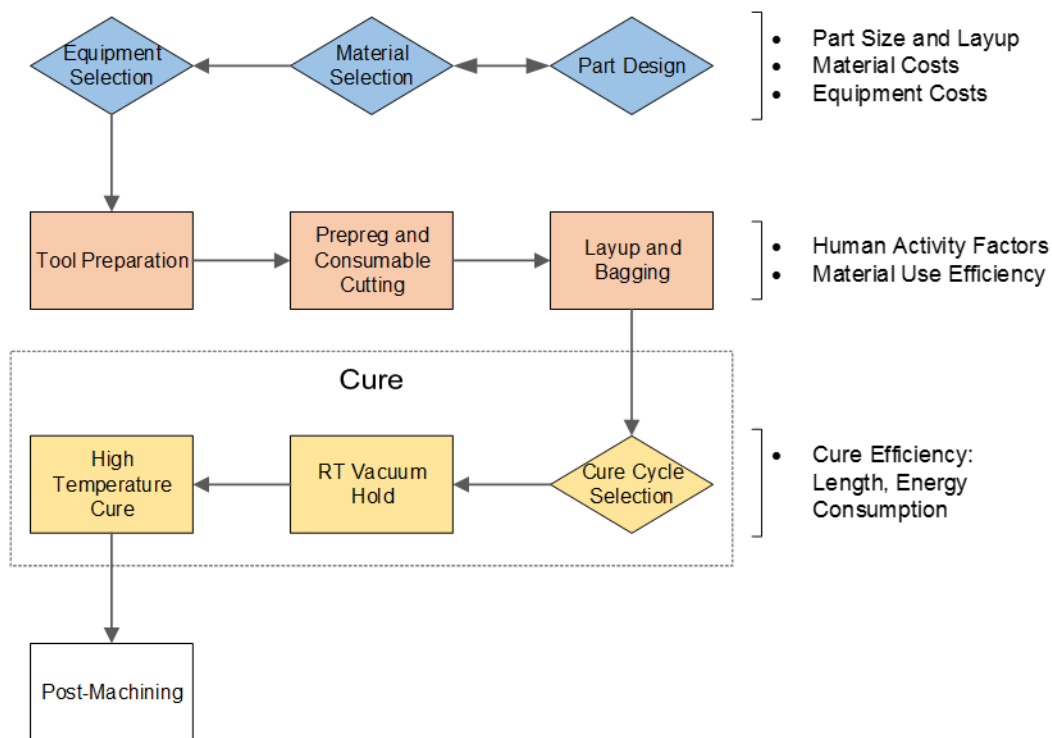 Equipment
Selection
Material
Selection
Part Design
• Part Size and Layup
• Material Costs
• Equipment Costs
Tool Preparation
Prepreg and
Consumable
Cutting
Layup and
Bagging
• Human Activity Factors
• Material Use Efficiency
Cure
High
Temperature
Cure
RT Vacuum
Hold
Cure Cycle
Selection
• Cure Efficiency:
Length, Energy
Consumption
Post-Machining